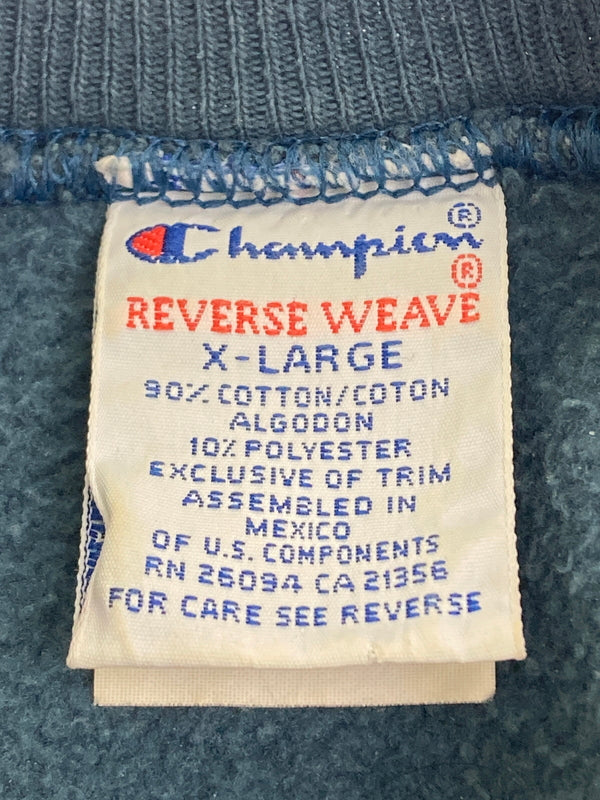 Champion®
®
REVERSE WEAVE
X-LARGE
90% COTTON/COTON
ALGODON
10% POLYESTER
EXCLUSIVE OF TRIM
ASSEMBLED IN
MEXICO
OF U.S. COMPONENTS
RN 26094 CA 21356
FOR CARE SEE REVERSE